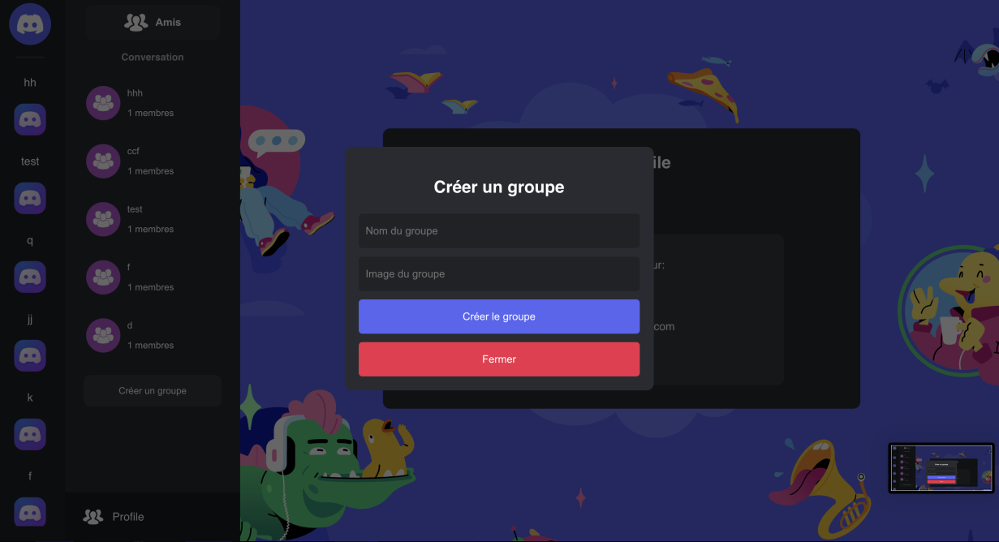 hh
test
q
jj
k
f
Amis
Conversation
hhh
1 membres
ccf
1 membres
test
1 membres
f
1 membres
d
1 membres
Créer un groupe
Profile
ile
ur:
com
Créer un groupe
Nom du groupe
Image du groupe
Créer le groupe
Fermer